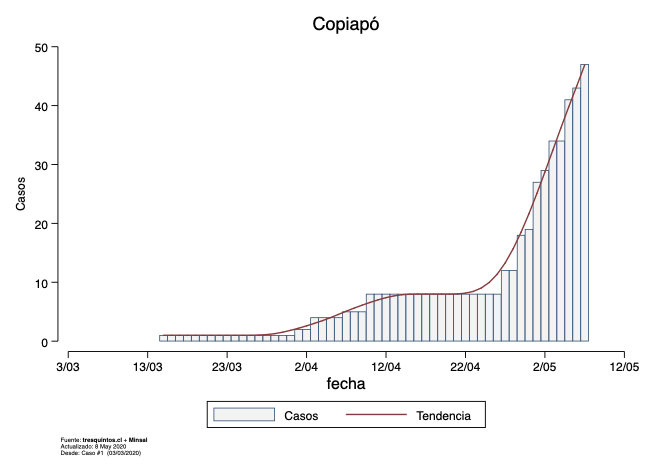 Copiapó
50
40
30
20
10
0
Casos
3/03 13/03 23/03 2/04 12/04 22/04 2/05 12/05
fecha
Casos Tendencia
Fuente: tresquintos.cl + Minsal
Actualizado: 8 May 2020
Desde: Caso #1 (03/03/2020)